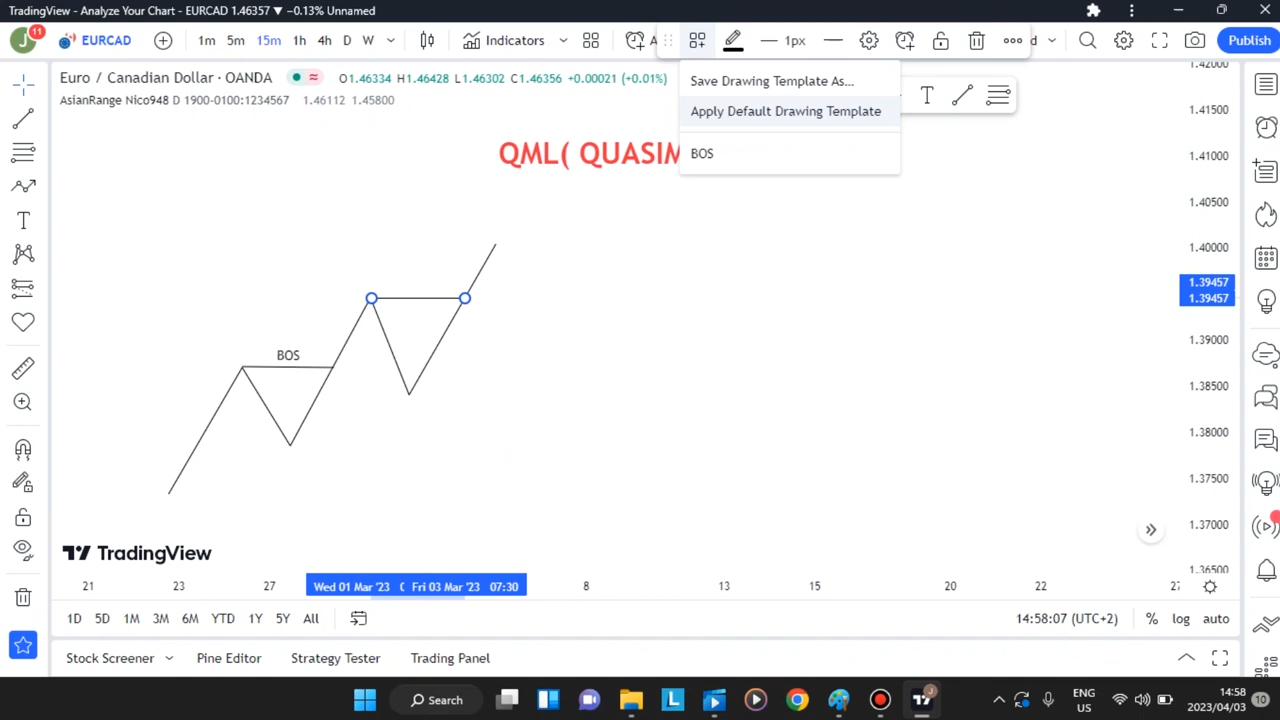 TradingView - Analyze Your Chart - EURCAD 1.46357 ▼ −0.13% Unnamed
J 11 EURCAD 1m 5m 15m 1h 4h D W Indicators A 1px d Publish
Euro / Canadian Dollar · OANDA O1.46334 H1.46428 L1.46302 C1.46356 +0.00021 (+0.01%)
AsianRange Nico948 D 1900-0100:1234567 1.46112 1.45800
Save Drawing Template As...
Apply Default Drawing Template
BOS
T
QML( QUASIM
BOS
1.42000
1.41500
1.41000
1.40500
1.40000
1.39457
1.39457
1.39000
1.38500
1.38000
1.37500
1.37000
1.36500
TradingView
21 23 27 Wed 01 Mar '23 Fri 03 Mar '23 07:30 8 13 15 20 22
1D 5D 1M 3M 6M YTD 1Y 5Y All 14:58:07 (UTC+2) % log auto
Stock Screener Pine Editor Strategy Tester Trading Panel
Search L J ENG US 14:58 2023/04/03 10